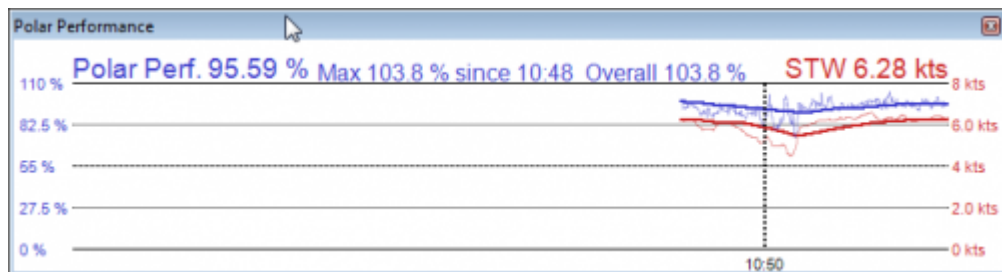 Polar Performance
Polar Perf. 95.59 % Max 103.8 % since 10:48 Overall 103.8 % STW 6.28 kts
110 % 8 kts
82.5 % 6.0 kts
55 % 4 kts
27.5 % 2.0 kts
0 % 0 kts
10:50